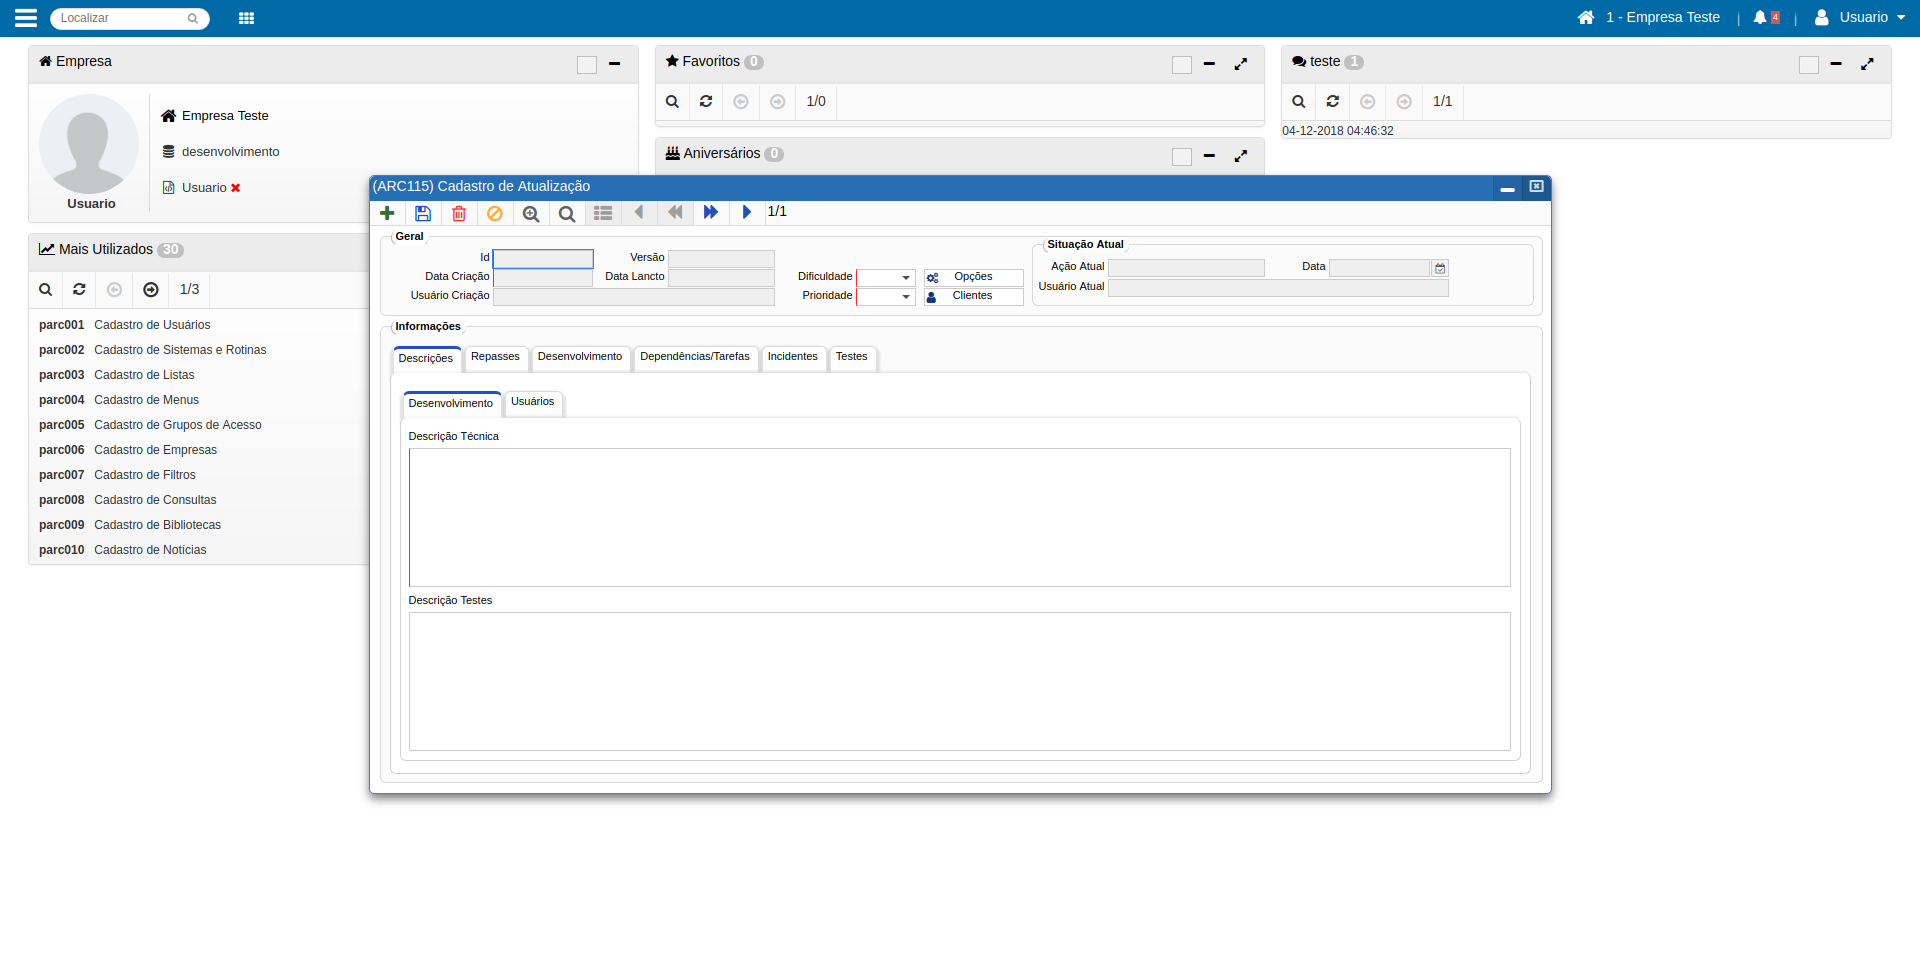 Localizar
1 - Empresa Teste
4
Usuario
Empresa
Empresa Teste
desenvolvimento
Usuario
Usuario
Favoritos 0
1/0
teste 1
1/1
04-12-2018 04:46:32
Aniversários 0
Mais Utilizados 30
1/3
parc001 Cadastro de Usuários
parc002 Cadastro de Sistemas e Rotinas
parc003 Cadastro de Listas
parc004 Cadastro de Menus
parc005 Cadastro de Grupos de Acesso
parc006 Cadastro de Empresas
parc007 Cadastro de Filtros
parc008 Cadastro de Consultas
parc009 Cadastro de Bibliotecas
parc010 Cadastro de Notícias
(ARC115) Cadastro de Atualização
1/1
Geral
Id Versão
Data Criação Data Lancto Dificuldade Opções
Usuário Criação Prioridade Clientes
Situação Atual
Ação Atual Data
Usuário Atual
Informações
Descrições Repasses Desenvolvimento Dependências/Tarefas Incidentes Testes
Desenvolvimento Usuários
Descrição Técnica
Descrição Testes